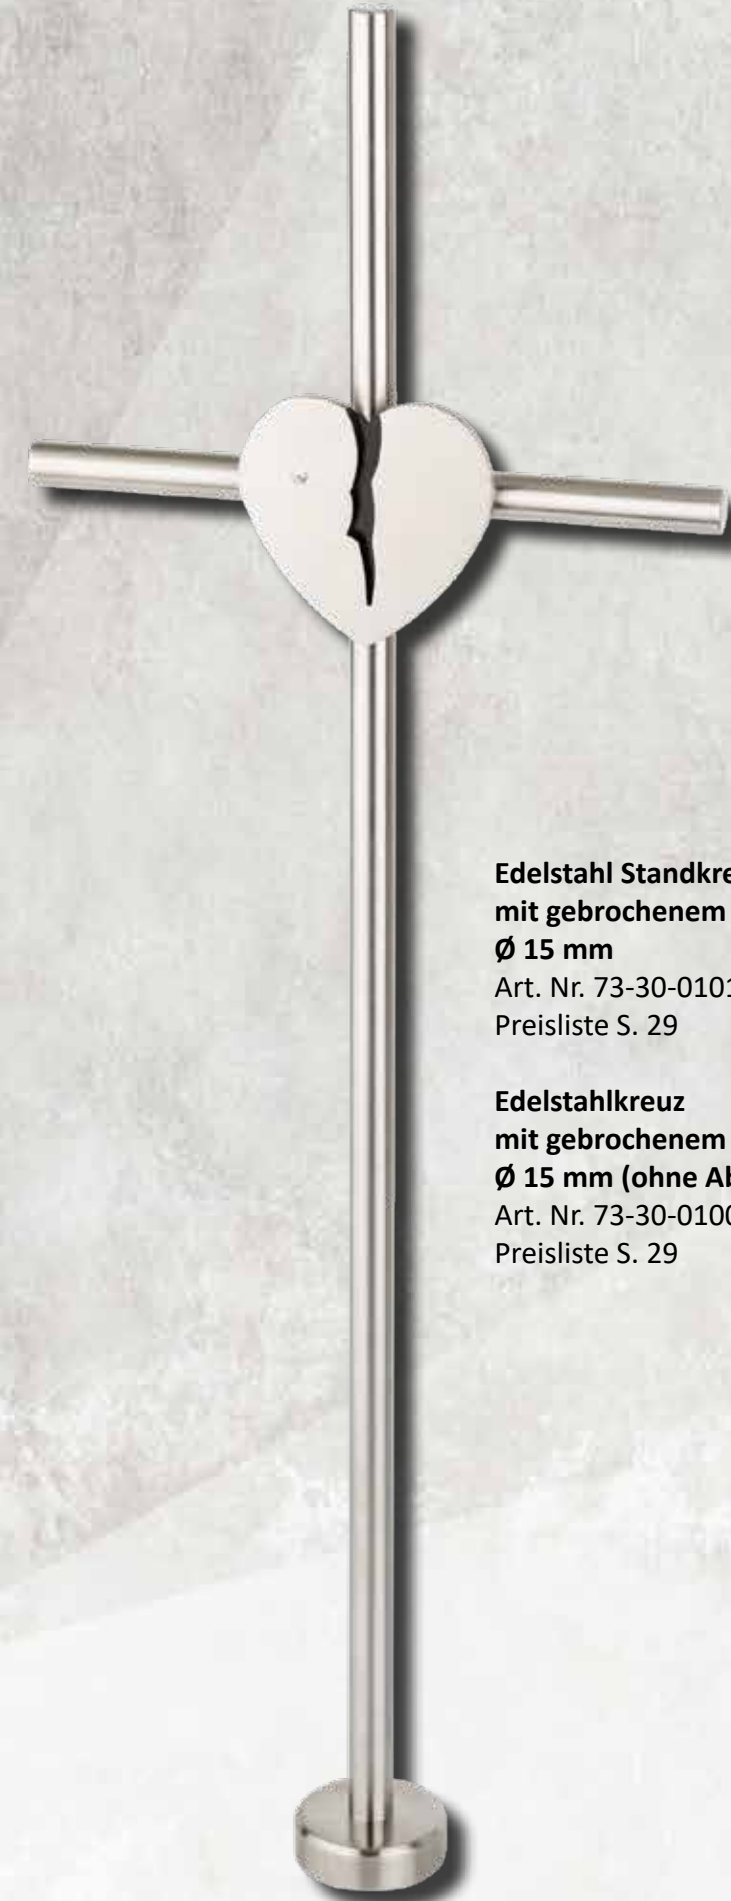 Edelstahl Standkre
mit gebrochenem
Ø 15 mm
Art. Nr. 73-30-0101
Preisliste S. 29
Edelstahlkreuz
mit gebrochenem
Ø 15 mm (ohne Ab
Art. Nr. 73-30-0100
Preisliste S. 29